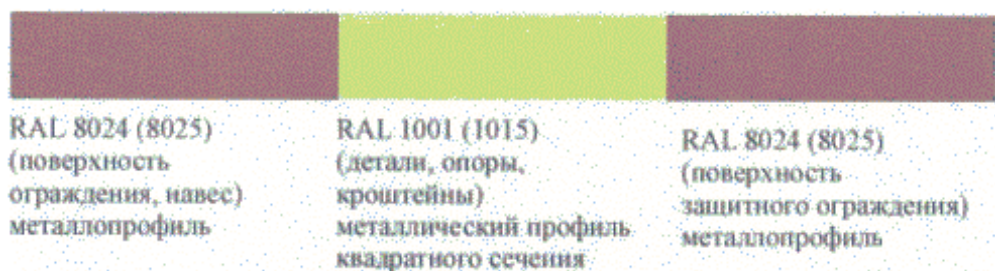 RAL 8024 (8025)
(поверхность
ограждения, навес)
металлопрофиль
RAL 1001 (1015)
(детали, опоры,
кроштейны)
металлический профиль
квадратного сечения
RAL 8024 (8025)
(поверхность
защитного ограждения)
металлопрофиль